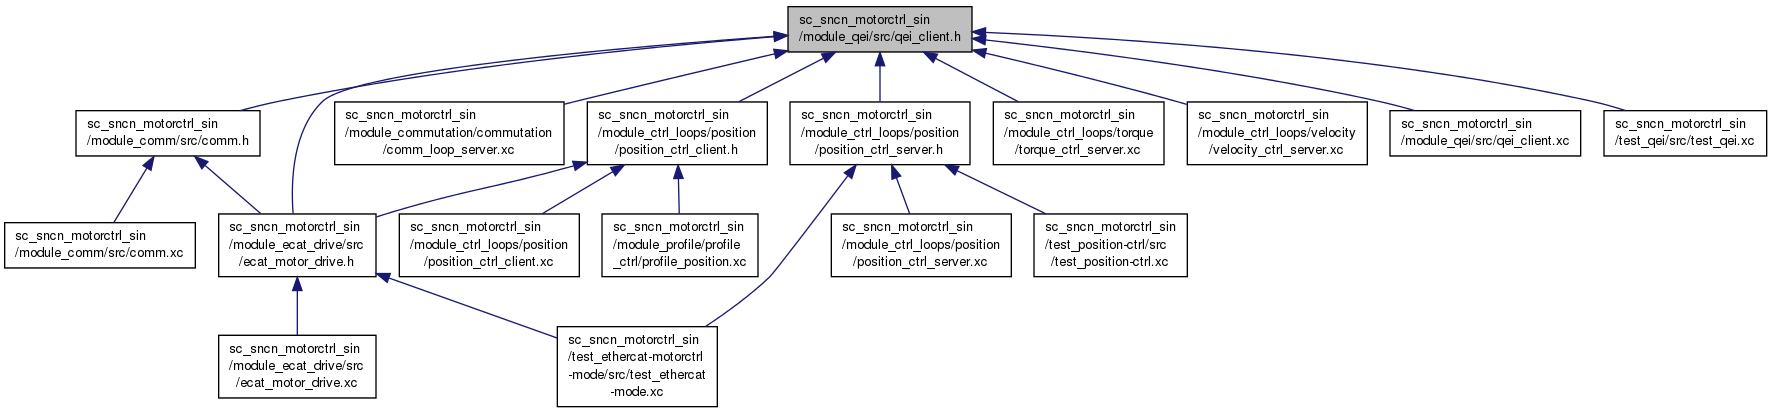 sc_sncn_motorctrl_sin
/module_qei/src/qei_client.h
sc_sncn_motorctrl_sin
/module_comm/src/comm.h
sc_sncn_motorctrl_sin
/module_commutation/commutation
/comm_loop_server.xc
sc_sncn_motorctrl_sin
/module_ctrl_loops/position
/position_ctrl_client.h
sc_sncn_motorctrl_sin
/module_ctrl_loops/position
/position_ctrl_server.h
sc_sncn_motorctrl_sin
/module_ctrl_loops/torque
/torque_ctrl_server.xc
sc_sncn_motorctrl_sin
/module_ctrl_loops/velocity
/velocity_ctrl_server.xc
sc_sncn_motorctrl_sin
/module_qei/src/qei_client.xc
sc_sncn_motorctrl_sin
/test_qei/src/test_qei.xc
sc_sncn_motorctrl_sin
/module_comm/src/comm.xc
sc_sncn_motorctrl_sin
/module_ecat_drive/src
/ecat_motor_drive.h
sc_sncn_motorctrl_sin
/module_ctrl_loops/position
/position_ctrl_client.xc
sc_sncn_motorctrl_sin
/module_profile/profile
_ctrl/profile_position.xc
sc_sncn_motorctrl_sin
/module_ctrl_loops/position
/position_ctrl_server.xc
sc_sncn_motorctrl_sin
/test_position-ctrl/src
/test_position-ctrl.xc
sc_sncn_motorctrl_sin
/module_ecat_drive/src
/ecat_motor_drive.xc
sc_sncn_motorctrl_sin
/test_ethercat-motorctrl
-mode/src/test_ethercat
-mode.xc